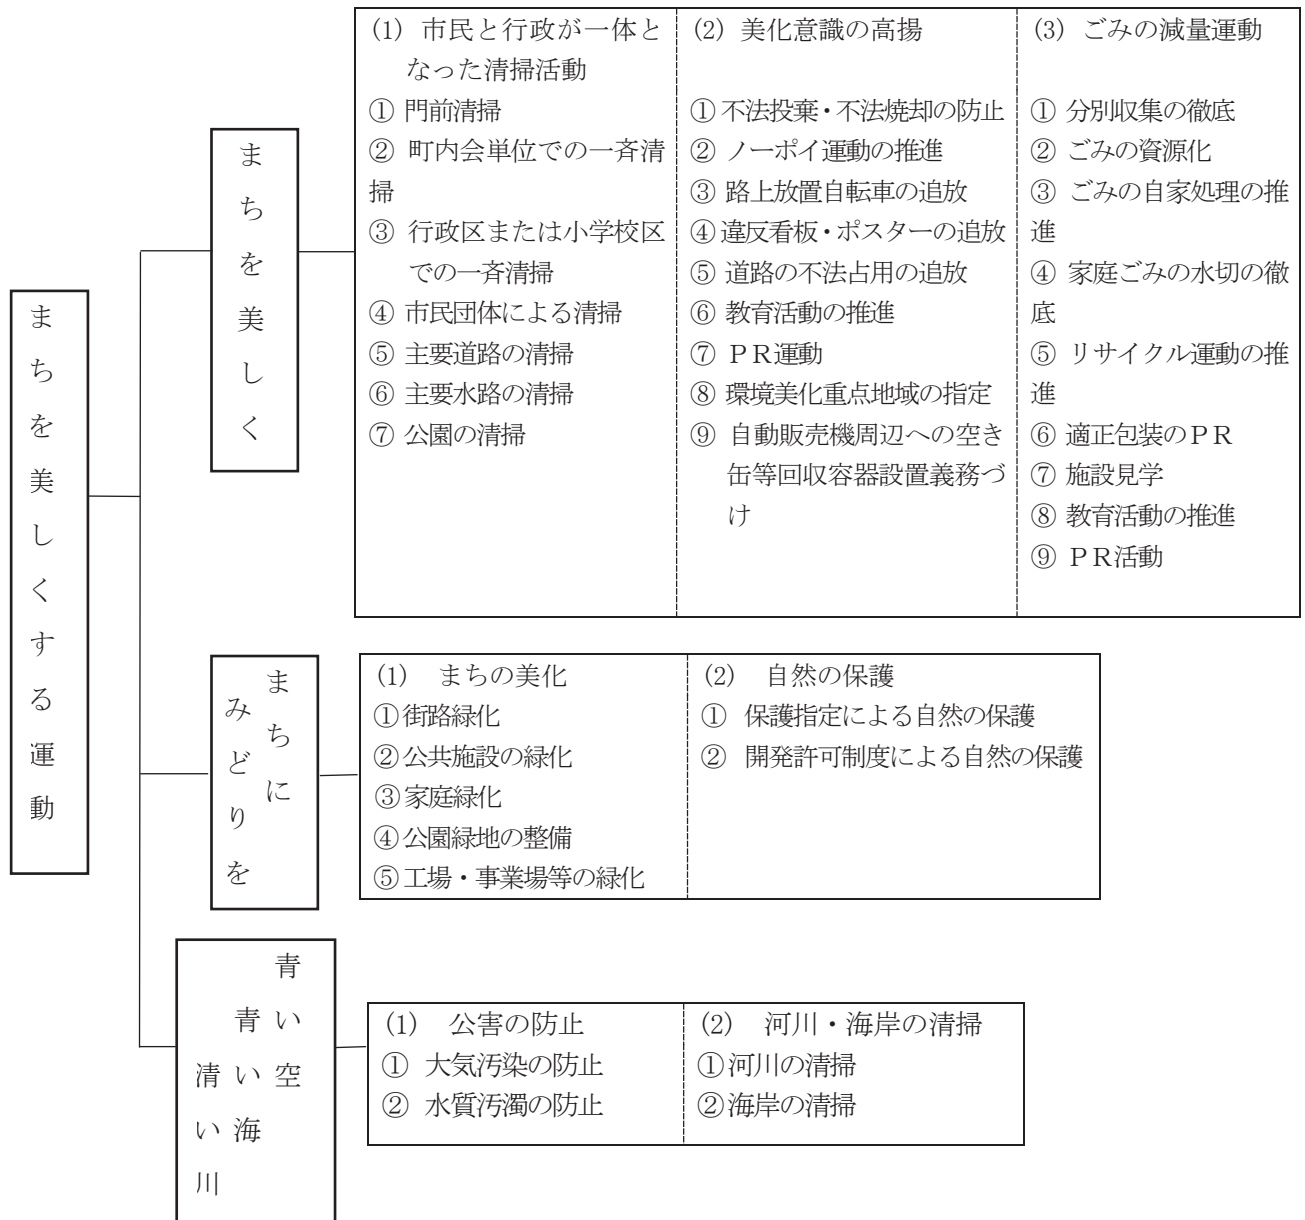 まちを美しくする運動
まちを美しく
(1) 市民と行政が一体と
なった清掃活動
① 門前清掃
② 町内会単位での一斉清
掃
③ 行政区または小学校区
での一斉清掃
④ 市民団体による清掃
⑤ 主要道路の清掃
⑥ 主要水路の清掃
⑦ 公園の清掃
(2) 美化意識の高揚
① 不法投棄・不法焼却の防止
② ノーポイ運動の推進
③ 路上放置自転車の追放
④ 違反看板・ポスターの追放
⑤ 道路の不法占用の追放
⑥ 教育活動の推進
⑦ ＰＲ運動
⑧ 環境美化重点地域の指定
⑨ 自動販売機周辺への空き
缶等回収容器設置義務づ
け
(3) ごみの減量運動
① 分別収集の徹底
② ごみの資源化
③ ごみの自家処理の推
進
④ 家庭ごみの水切の徹
底
⑤ リサイクル運動の推
進
⑥ 適正包装のＰＲ
⑦ 施設見学
⑧ 教育活動の推進
⑨ ＰＲ活動
まちに
みどりを
(1) まちの美化
①街路緑化
②公共施設の緑化
③家庭緑化
④公園緑地の整備
⑤工場・事業場等の緑化
(2) 自然の保護
① 保護指定による自然の保護
② 開発許可制度による自然の保護
青い空
青い海
清い川
(1) 公害の防止
① 大気汚染の防止
② 水質汚濁の防止
(2) 河川・海岸の清掃
①河川の清掃
②海岸の清掃